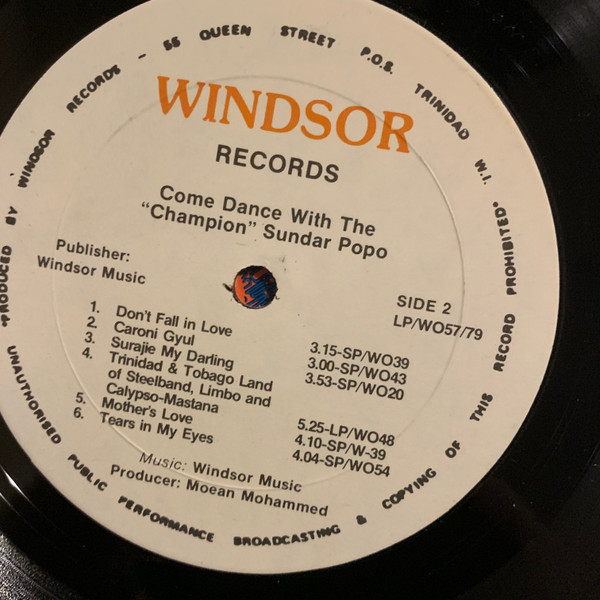 WINDSOR
RECORDS
Come Dance With The
“Champion” Sundar Popo
Publisher:
Windsor Music
SIDE 2
LP/WO57/79
1. Don't Fall in Love 3.15-SP/WO39
2. Caroni Gyul 3.00-SP/WO43
3. Surajie My Darling 3.53-SP/WO20
4. Trinidad & Tobago Land
of Steelband, Limbo and
Calypso-Mastana 5.25-LP/WO48
5. Mother's Love 4.10-SP/W-39
6. Tears in My Eyes 4.04-SP/WO54
Music: Windsor Music
Producer: Moean Mohammed
*PRODUCED BY WINDSOR RECORDS - 56 QUEEN STREET P.O.S. TRINIDAD W.I.
UNAUTHORISED PUBLIC PERFORMANCE BROADCASTING & COPYING OF THIS RECORD PROHIBITED*